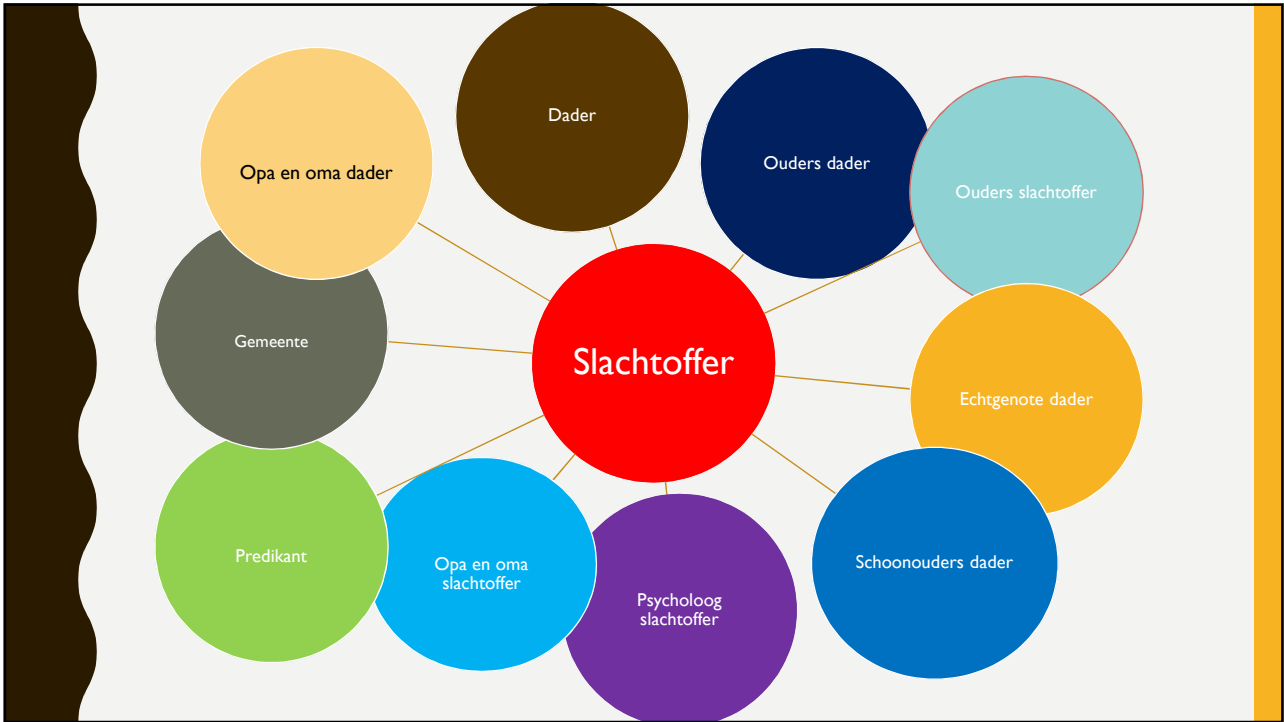 Dader
Ouders dader
Opa en oma dader
Ouders slachtoffer
Gemeente
Slachtoffer
Echtgenote dader
Predikant
Opa en oma
slachtoffer
Psycholoog
slachtoffer
Schoonouders dader